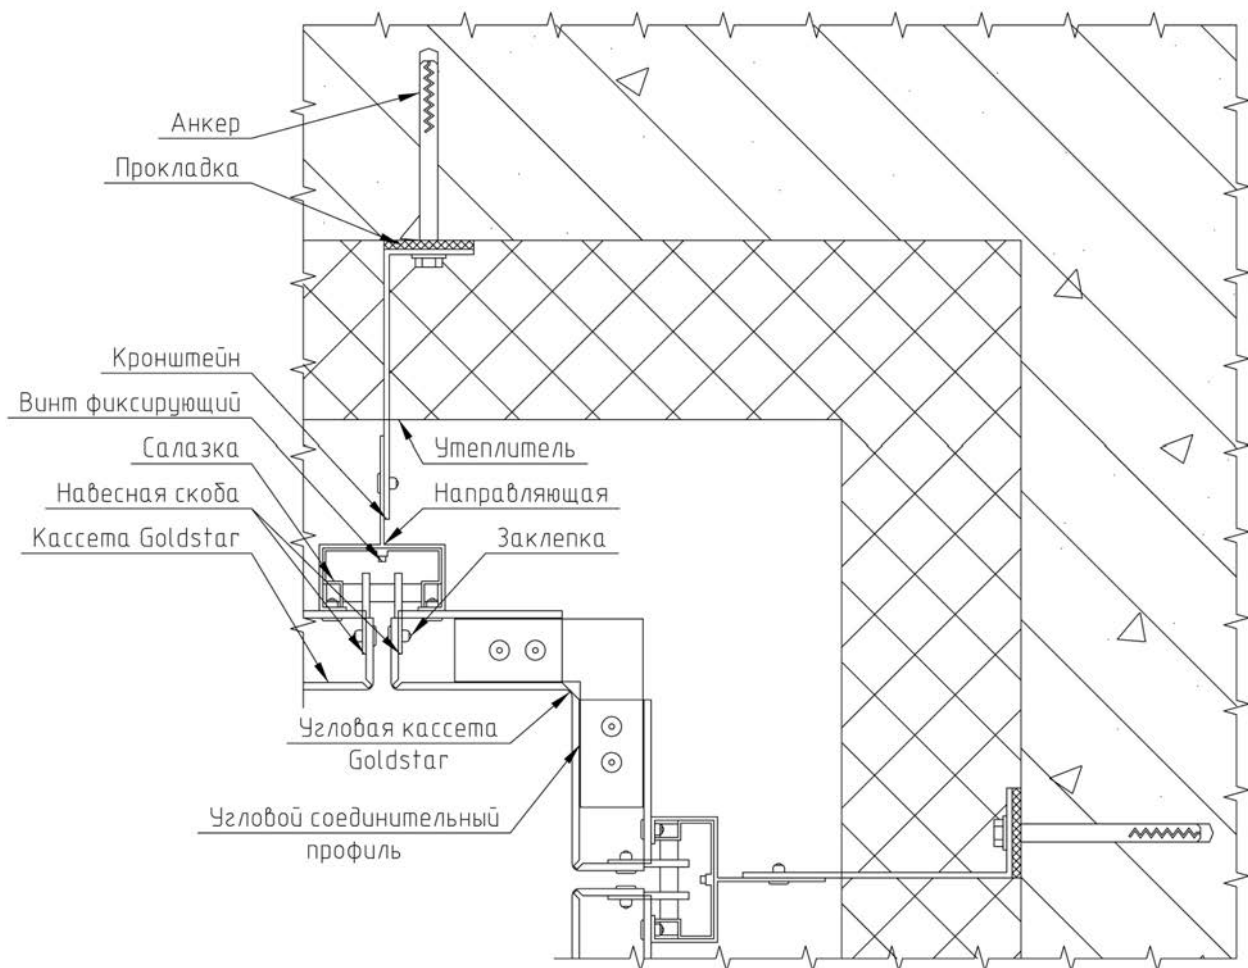 Анкер
Прокладка
Кронштейн
Винт фиксирующий
Салазка
Утеплитель
Навесная скоба
Направляющая
Кассета Goldstar
Заклепка
Угловая кассета
Goldstar
Угловой соединительный
профиль